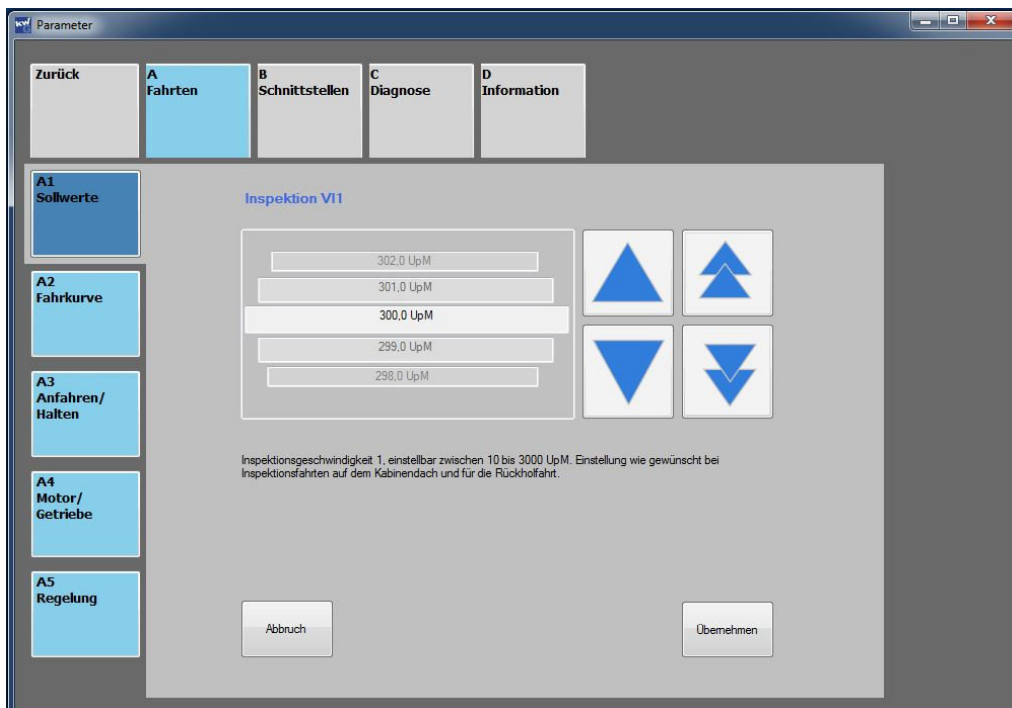 Parameter
Zurück
A
Fahrten
B
Schnittstellen
C
Diagnose
D
Information
A1
Sollwerte
A2
Fahrkurve
A3
Anfahren/
Halten
A4
Motor/
Getriebe
A5
Regelung
Inspektion VI1
302,0 UpM
301,0 UpM
300,0 UpM
299,0 UpM
298,0 UpM
Inspektionsgeschwindigkeit 1, einstellbar zwischen 10 bis 3000 UpM. Einstellung wie gewünscht bei
Inspektionsfahrten auf dem Kabinendach und für die Rückholfahrt.
Abbruch
Übernehmen